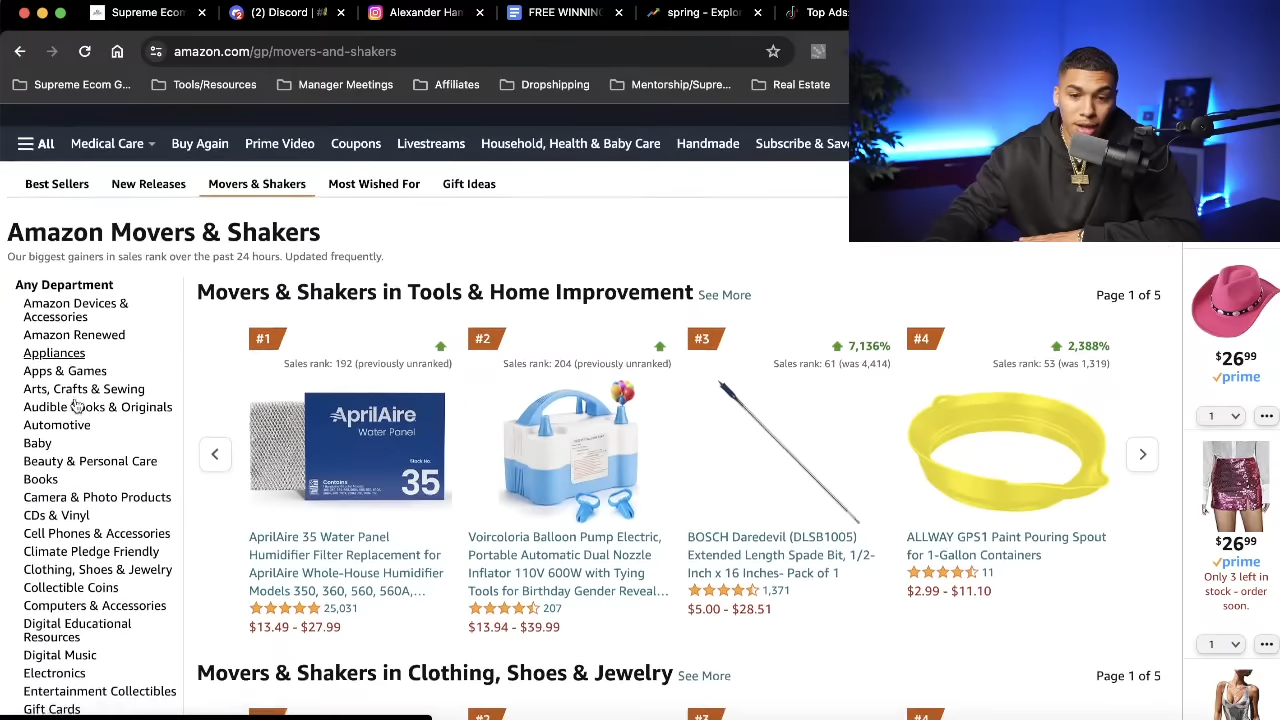 Supreme Ecom
(2) Discord | #
Alexander Han
FREE WINNING
spring - Explo
Top Ads:
amazon.com/gp/movers-and-shakers
Supreme Ecom G...
Tools/Resources
Manager Meetings
Affiliates
Dropshipping
Mentorship/Supre...
Real Estate
All
Medical Care
Buy Again
Prime Video
Coupons
Livestreams
Household, Health & Baby Care
Handmade
Subscribe & Save
Best Sellers
New Releases
Movers & Shakers
Most Wished For
Gift Ideas
Amazon Movers & Shakers
Our biggest gainers in sales rank over the past 24 hours. Updated frequently.
Any Department
Amazon Devices &
Accessories
Amazon Renewed
Appliances
Apps & Games
Arts, Crafts & Sewing
Audible Books & Originals
Automotive
Baby
Beauty & Personal Care
Books
Camera & Photo Products
CDs & Vinyl
Cell Phones & Accessories
Climate Pledge Friendly
Clothing, Shoes & Jewelry
Collectible Coins
Computers & Accessories
Digital Educational
Resources
Digital Music
Electronics
Entertainment Collectibles
Gift Cards
Movers & Shakers in Tools & Home Improvement See More
Page 1 of 5
#1
Sales rank: 192 (previously unranked)
AprilAire
Water Panel
35
AprilAire 35 Water Panel
Humidifier Filter Replacement for
AprilAire Whole-House Humidifier
Models 350, 360, 560, 560A,...
25,031
$13.49 - $27.99
#2
Sales rank: 204 (previously unranked)
Voircoloria Balloon Pump Electric,
Portable Automatic Dual Nozzle
Inflator 110V 600W with Tying
Tools for Birthday Gender Reveal...
207
$13.94 - $39.99
#3
7,136%
Sales rank: 61 (was 4,414)
BOSCH Daredevil (DLSB1005)
Extended Length Spade Bit, 1/2-
Inch x 16 Inches- Pack of 1
1,371
$5.00 - $28.51
#4
2,388%
Sales rank: 53 (was 1,319)
ALLWAY GPS1 Paint Pouring Spout
for 1-Gallon Containers
11
$2.99 - $11.10
Movers & Shakers in Clothing, Shoes & Jewelry See More
Page 1 of 5
#2
#3
#4
$26.99
prime
1
$26.99
prime
Only 3 left in
stock - order
soon.
1